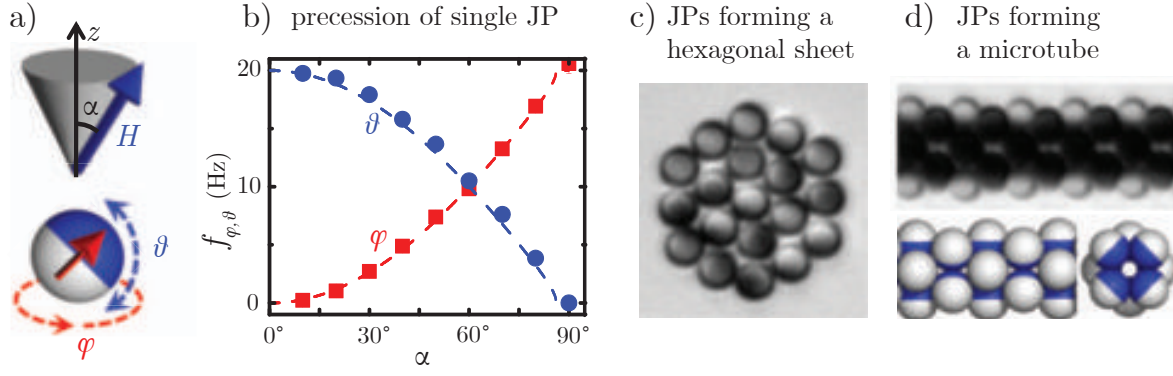 a)
z
α
H
ϑ
φ
b) precession of single JP
f_{φ,ϑ} (Hz)
20
10
0
0° 30° 60° 90°
α
ϑ
φ
c) JPs forming a
hexagonal sheet
d) JPs forming
a microtube